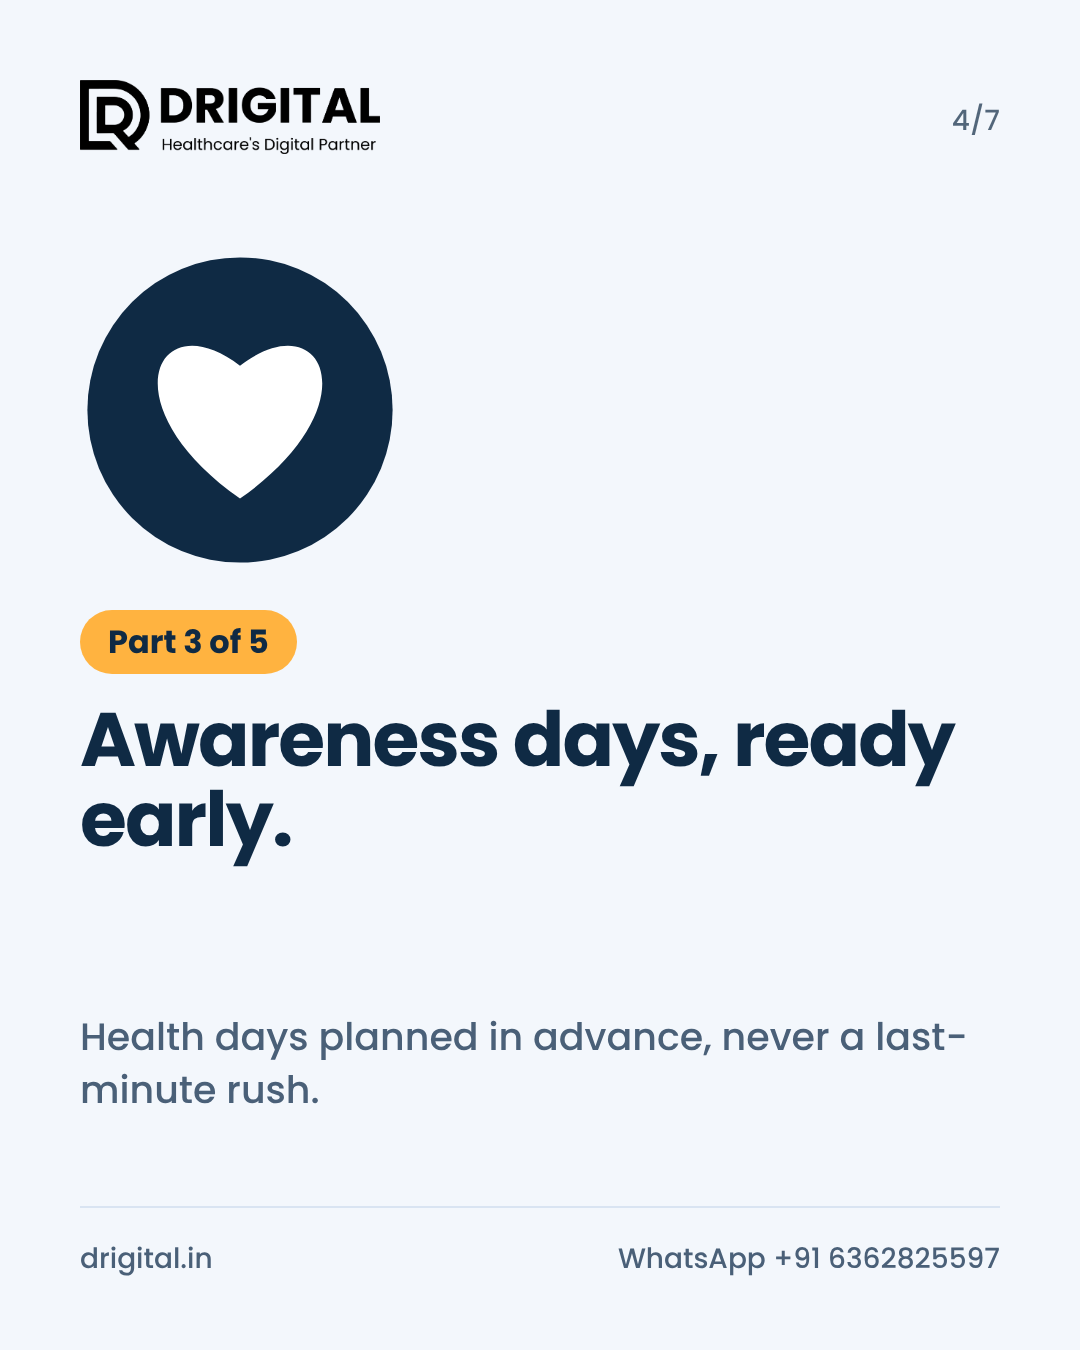 DRIGITAL
Healthcare's Digital Partner
4/7
Part 3 of 5
Awareness days, ready
early.
Health days planned in advance, never a last-
minute rush.
drigital.in
WhatsApp +91 6362825597